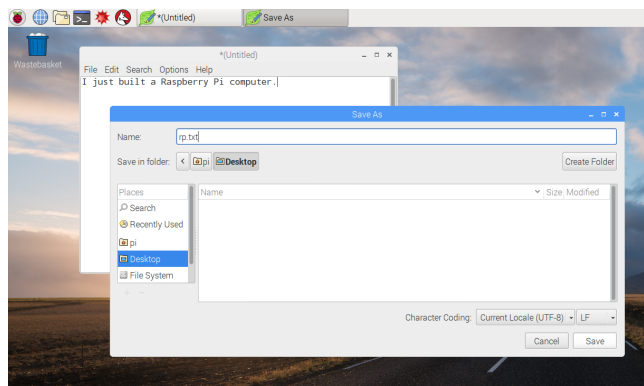 *(Untitled)
Save As
Wastebasket
*(Untitled)
File Edit Search Options Help
I just built a Raspberry Pi computer.
Save As
Name: rp.txt
Save in folder: pi Desktop Create Folder
Places Name Size Modified
Search
Recently Used
pi
Desktop
File System
Character Coding: Current Locale (UTF-8) LF
Cancel Save